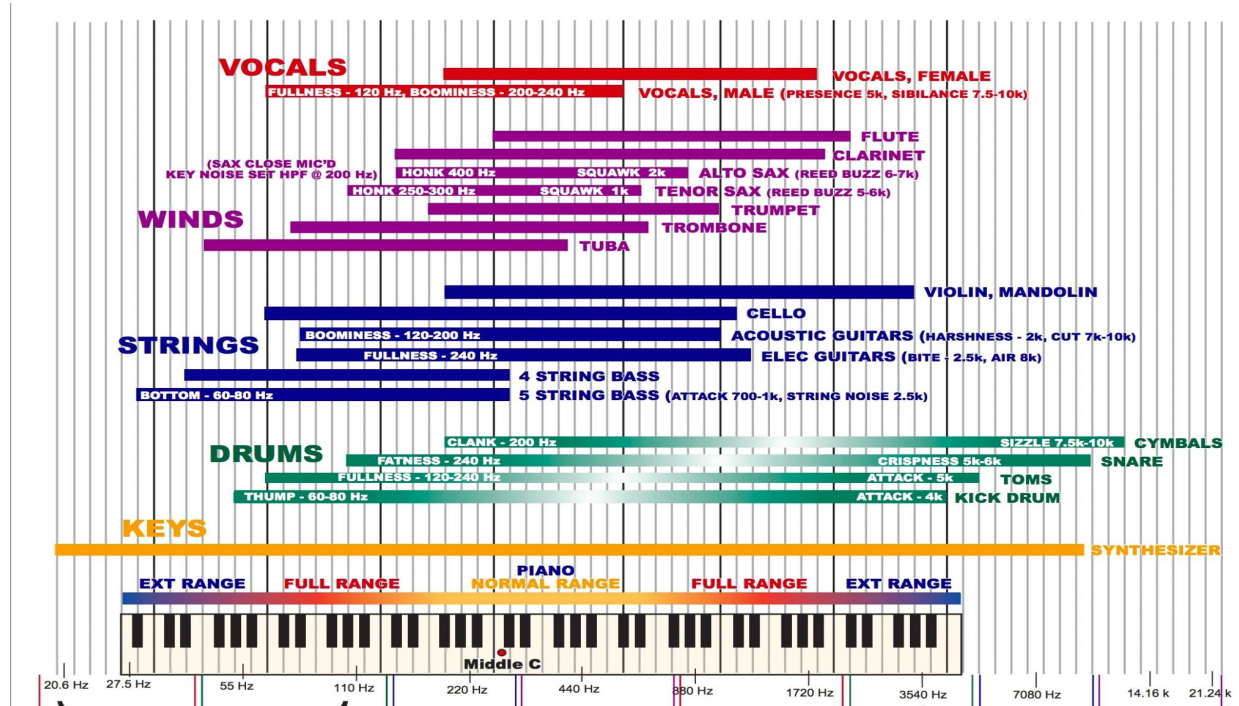 VOCALS
VOCALS, FEMALE
FULLNESS - 120 Hz, BOOMINESS - 200-240 Hz
VOCALS, MALE (PRESENCE 5k, SIBILANCE 7.5-10k)
FLUTE
CLARINET
(SAX CLOSE MIC'D
KEY NOISE SET HPF @ 200 Hz)
HONK 400 Hz SQUAWK 2k ALTO SAX (REED BUZZ 6-7k)
HONK 250-300 Hz SQUAWK 1k TENOR SAX (REED BUZZ 5-6k)
TRUMPET
WINDS
TROMBONE
TUBA
VIOLIN, MANDOLIN
CELLO
STRINGS
BOOMINESS - 120-200 Hz ACOUSTIC GUITARS (HARSHNESS - 2k, CUT 7k-10k)
FULLNESS - 240 Hz ELEC GUITARS (BITE - 2.5k, AIR 8k)
4 STRING BASS
BOTTOM - 60-80 Hz 5 STRING BASS (ATTACK 700-1k, STRING NOISE 2.5k)
DRUMS
CLANK - 200 Hz SIZZLE 7.5k-10k CYMBALS
FATNESS - 240 Hz CRISPNESS 5k-6k SNARE
FULLNESS - 120-240 Hz ATTACK - 5k TOMS
THUMP - 60-80 Hz ATTACK - 4k KICK DRUM
KEYS
SYNTHESIZER
PIANO
EXT RANGE FULL RANGE NORMAL RANGE FULL RANGE EXT RANGE
Middle C
20.6 Hz 27.5 Hz 55 Hz 110 Hz 220 Hz 440 Hz 880 Hz 1720 Hz 3540 Hz 7080 Hz 14.16 k 21.24 k